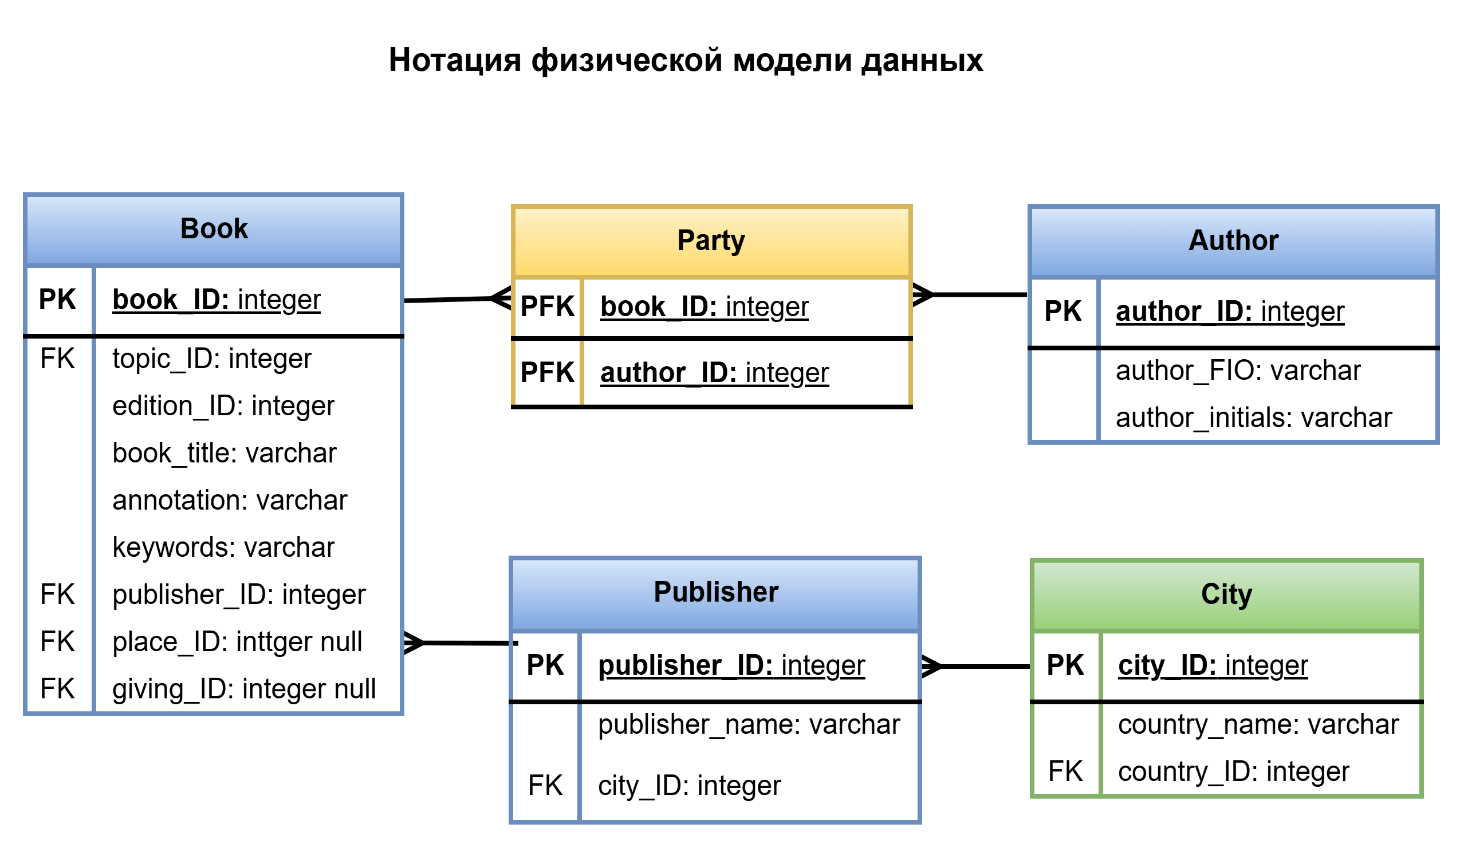 Нотация физической модели данных
Book
PK book_ID: integer
FK topic_ID: integer
edition_ID: integer
book_title: varchar
annotation: varchar
keywords: varchar
FK publisher_ID: integer
FK place_ID: inttger null
FK giving_ID: integer null
Party
PFK book_ID: integer
PFK author_ID: integer
Author
PK author_ID: integer
author_FIO: varchar
author_initials: varchar
Publisher
PK publisher_ID: integer
publisher_name: varchar
FK city_ID: integer
City
PK city_ID: integer
country_name: varchar
FK country_ID: integer